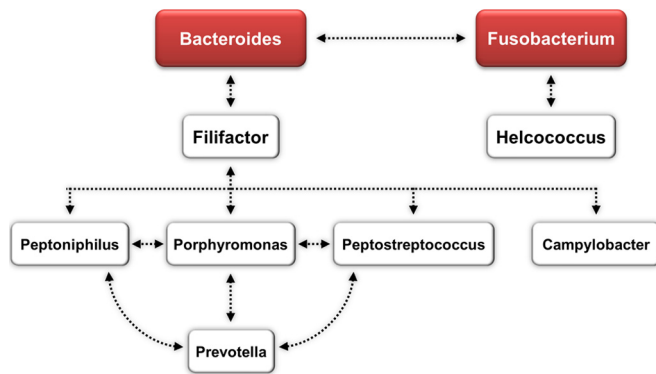 Bacteroides
Fusobacterium
Filifactor
Helcococcus
Peptoniphilus
Porphyromonas
Peptostreptococcus
Campylobacter
Prevotella